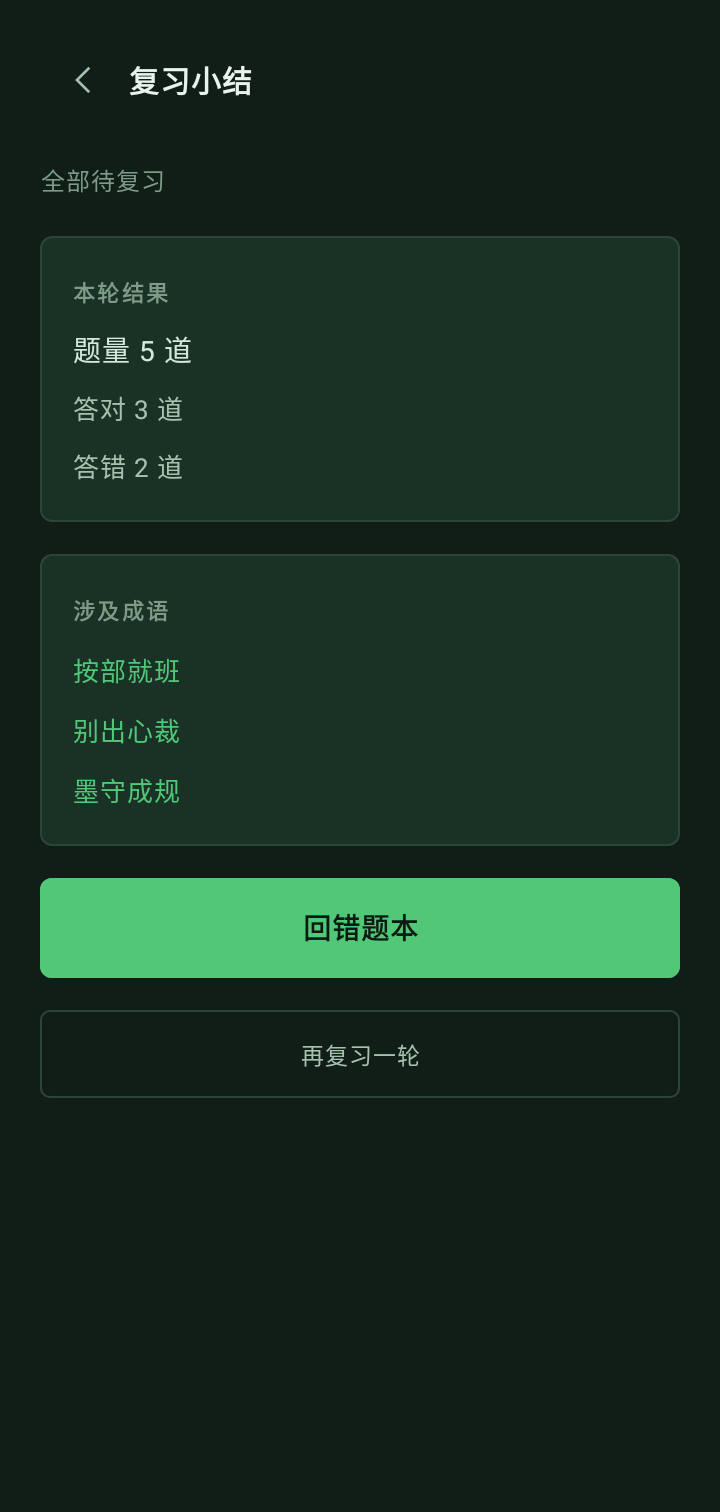 复习小结
全部待复习
本轮结果
题量 5 道
答对 3 道
答错 2 道
涉及成语
按部就班
别出心裁
墨守成规
回错题本
再复习一轮